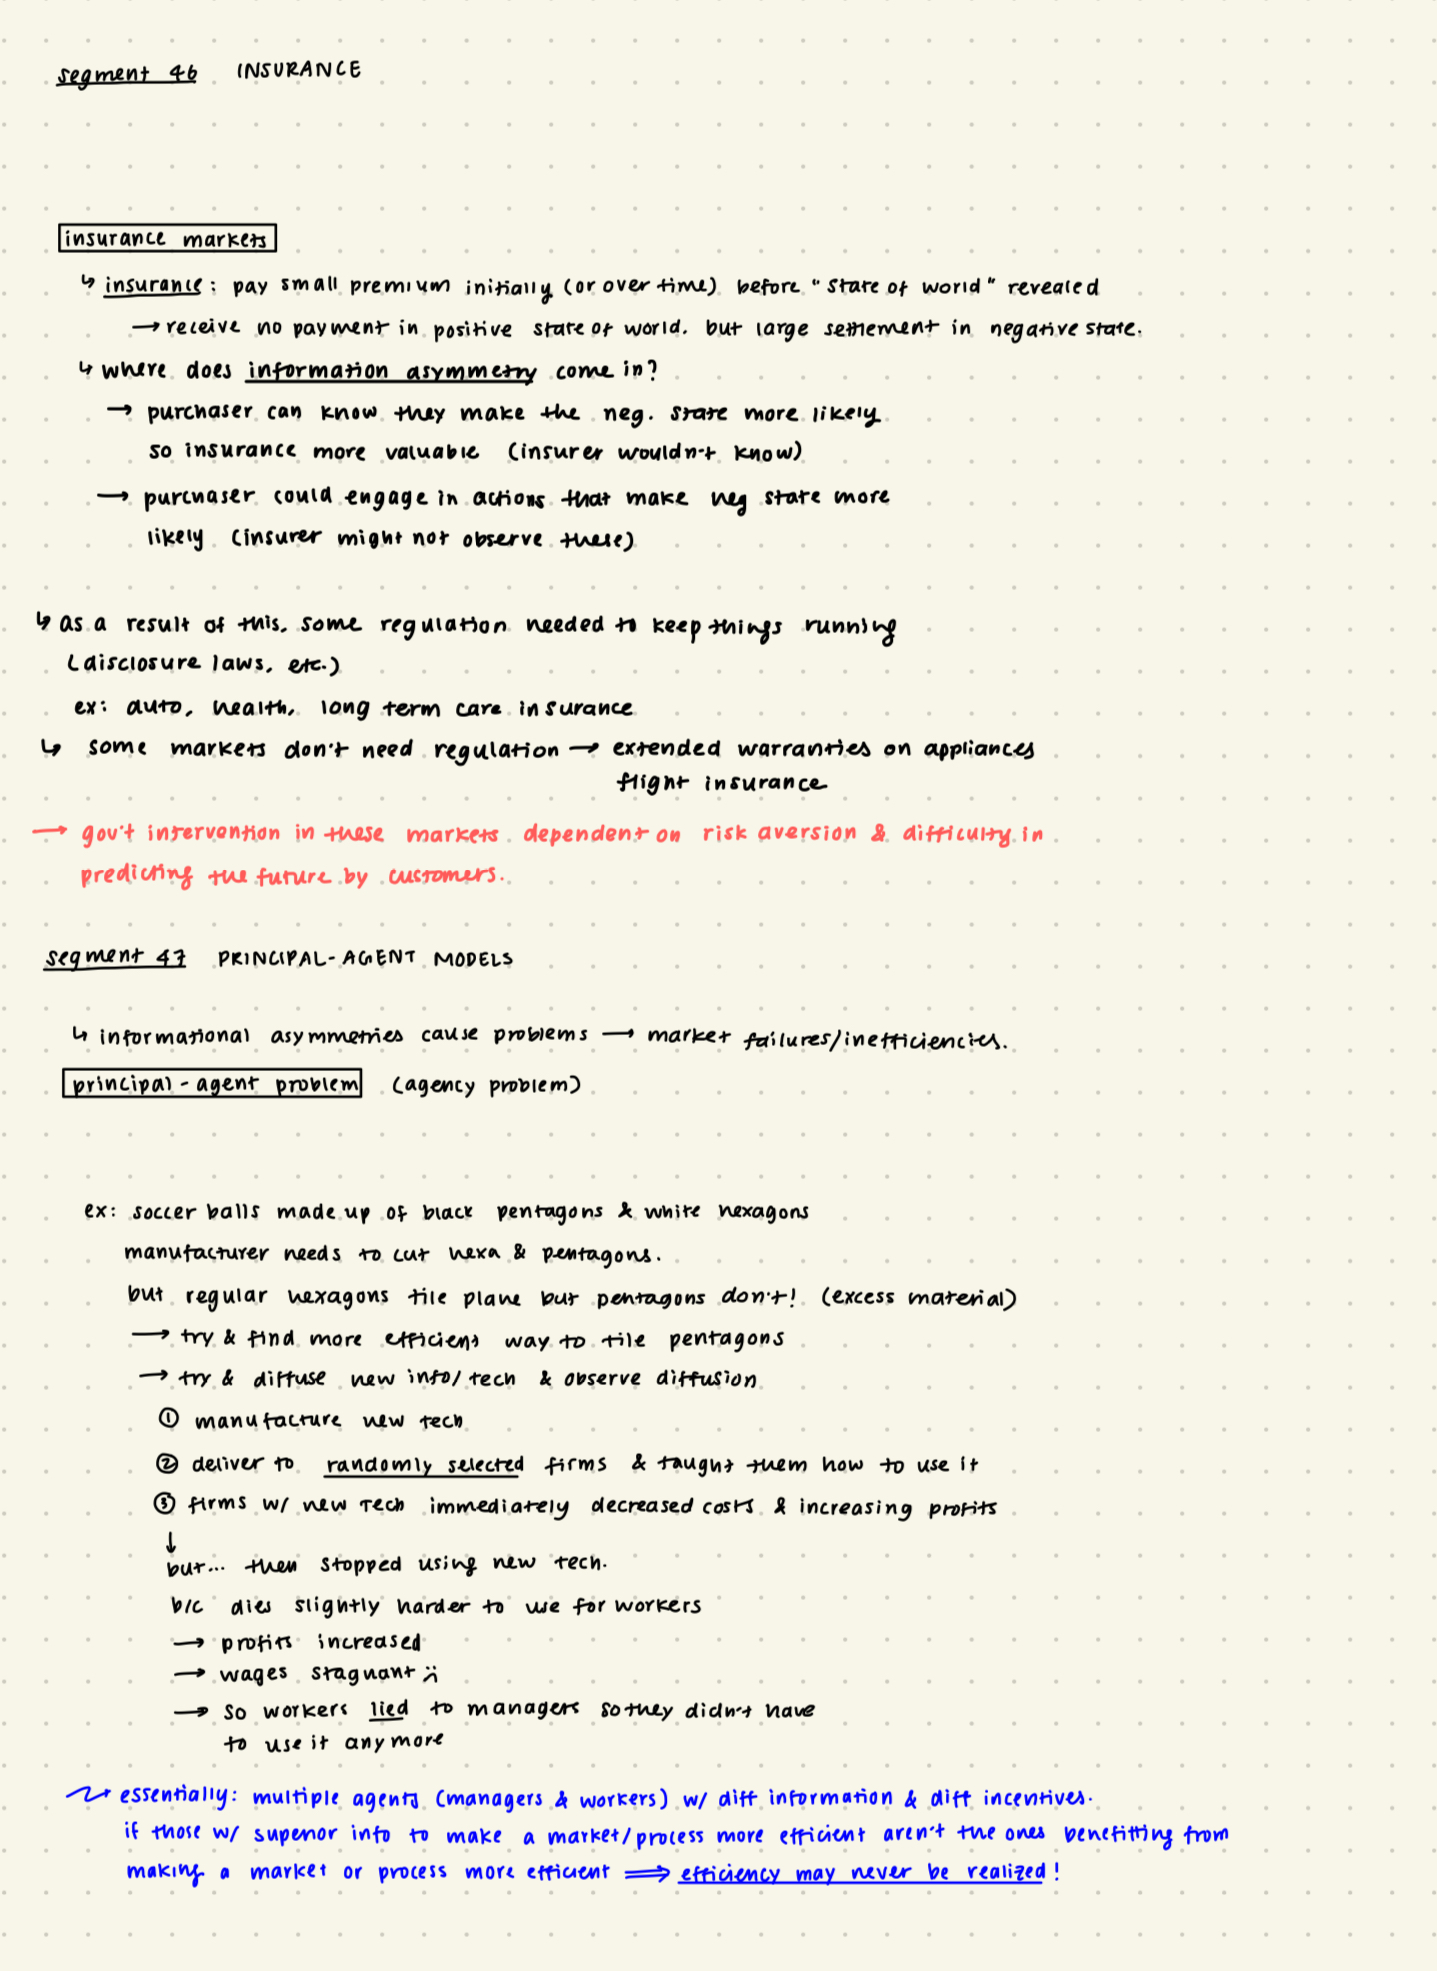 segment 46 INSURANCE
insurance markets
↳ insurance: pay small premium initially (or over time) before "state of world" revealed
→ receive no payment in positive state of world. but large settlement in negative state.
↳ where does information asymmetry come in?
→ purchaser can know they make the neg. state more likely
so insurance more valuable (insurer wouldn't know)
→ purchaser could engage in actions that make neg state more
likely (insurer might not observe these)
↳ as a result of this, some regulation needed to keep things running
(disclosure laws, etc.)
ex: auto, health, long term care insurance
↳ some markets don't need regulation → extended warranties on appliances
flight insurance
→ gov't intervention in these markets dependent on risk aversion & difficulty in
predicting the future by customers.
segment 47 PRINCIPAL-AGENT MODELS
↳ informational asymmetries cause problems → market failures/inefficiencies.
principal-agent problem (agency problem)
ex: soccer balls made up of black pentagons & white hexagons
manufacturer needs to cut hexa & pentagons.
but regular hexagons tile plane but pentagons don't! (excess material)
→ try & find more efficient way to tile pentagons
→ try & diffuse new info/tech & observe diffusion
① manufacture new tech
② deliver to randomly selected firms & taught them how to use it
③ firms w/ new tech immediately decreased costs & increasing profits
↓
but... then stopped using new tech.
b/c dies slightly harder to use for workers
→ profits increased
→ wages stagnant :(
→ so workers lied to managers so they didn't have
to use it anymore
essentially: multiple agents (managers & workers) w/ diff information & diff incentives.
if those w/ superior info to make a market/process more efficient aren't the ones benefitting from
making a market or process more efficient ⟹ efficiency may never be realized!